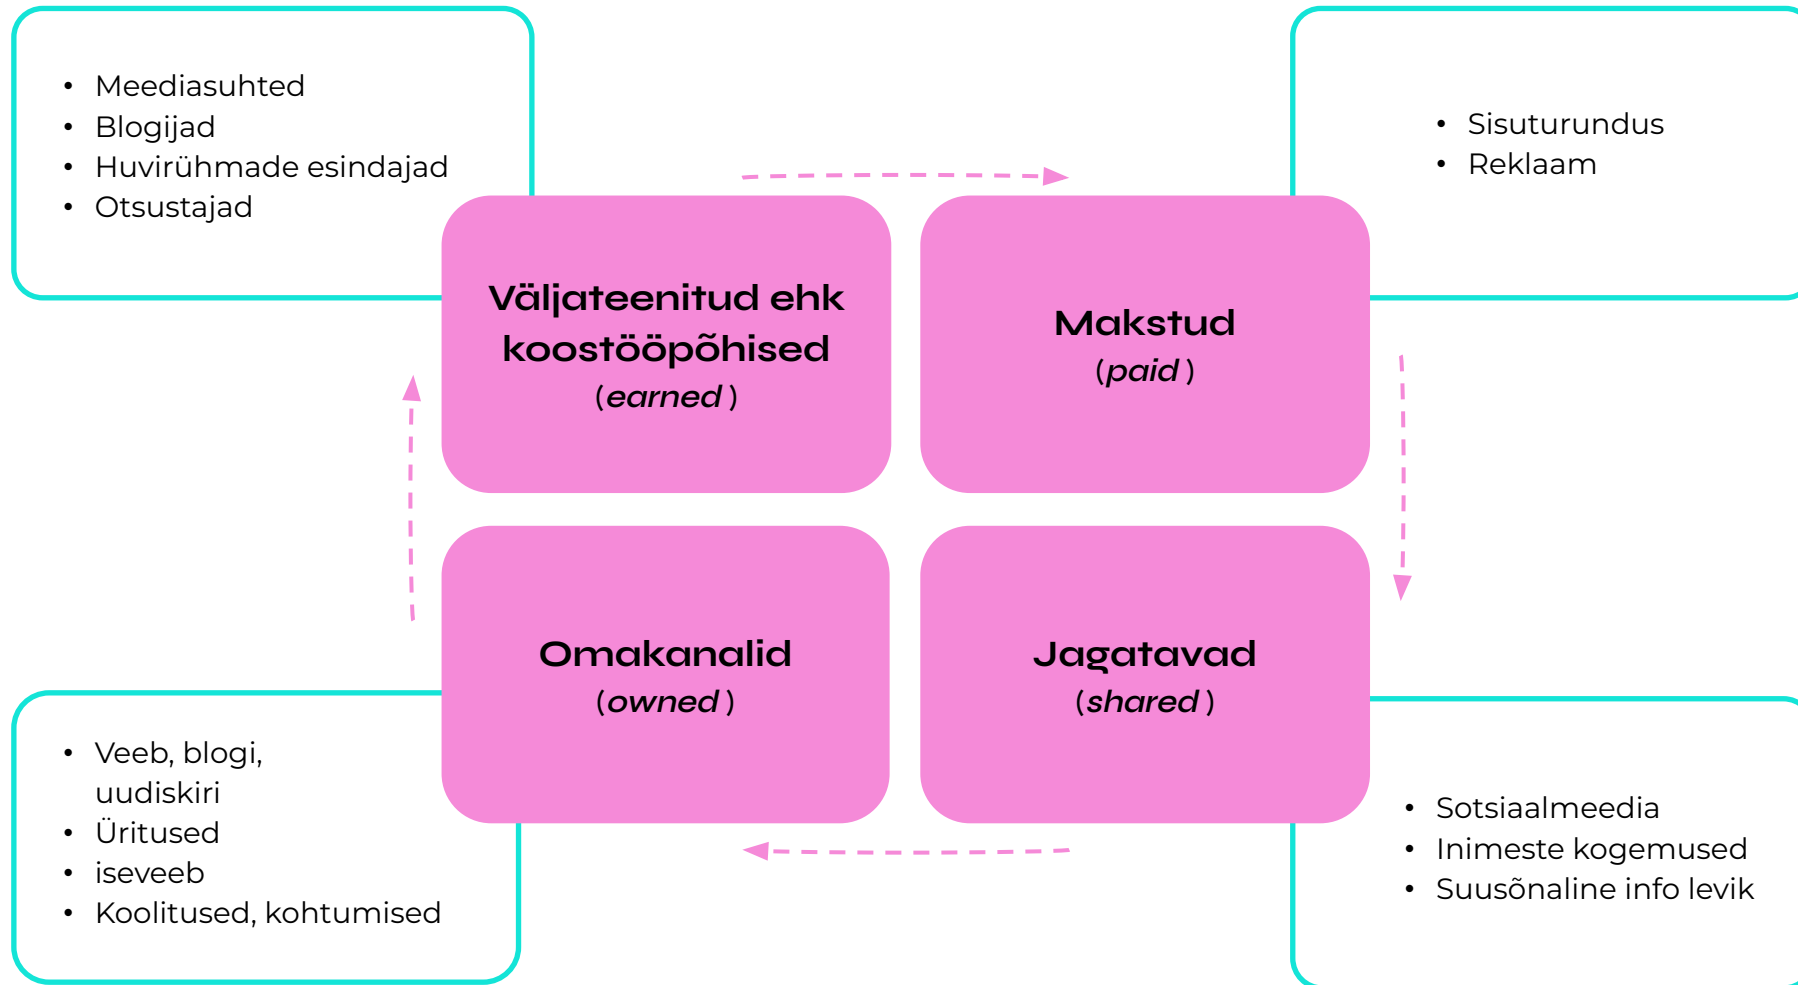 • Meediasuhted
• Blogijad
• Huvirühmade esindajad
• Otsustajad
• Sisuturundus
• Reklaam
Väljateenitud ehk
koostööpõhised
(earned )
Makstud
(paid )
Omakanalid
(owned )
Jagatavad
(shared )
• Veeb, blogi,
uudiskiri
• Üritused
• iseveeb
• Koolitused, kohtumised
• Sotsiaalmeedia
• Inimeste kogemused
• Suusõnaline info levik